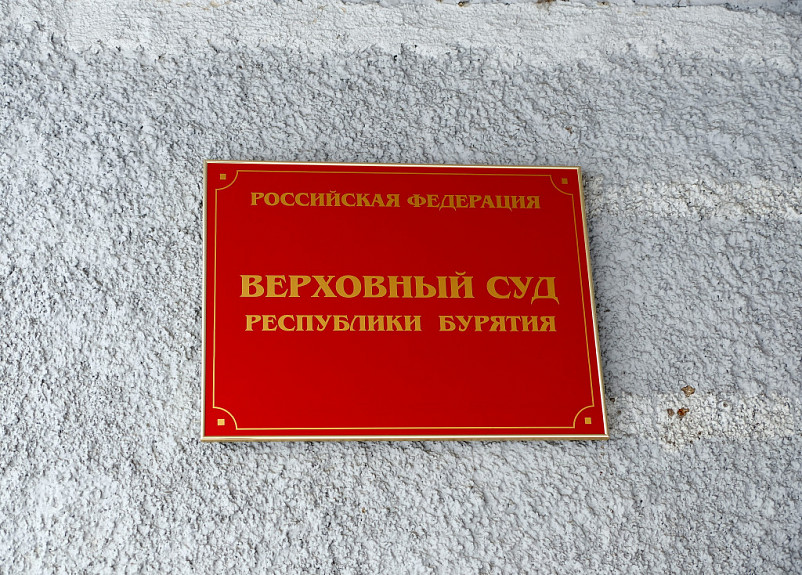 РОССИЙСКАЯ ФЕДЕРАЦИЯ
ВЕРХОВНЫЙ СУД
РЕСПУБЛИКИ БУРЯТИЯ